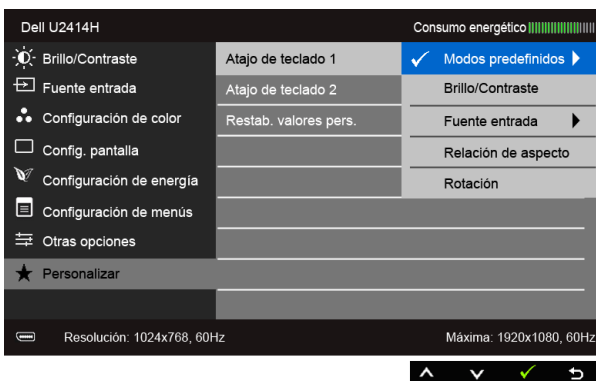 Dell U2414H
Consumo energético
Brillo/Contraste
Atajo de teclado 1
Modos predefinidos
Fuente entrada
Atajo de teclado 2
Brillo/Contraste
Configuración de color
Restab. valores pers.
Fuente entrada
Config. pantalla
Relación de aspecto
Configuración de energía
Rotación
Configuración de menús
Otras opciones
Personalizar
Resolución: 1024x768, 60Hz
Máxima: 1920x1080, 60Hz